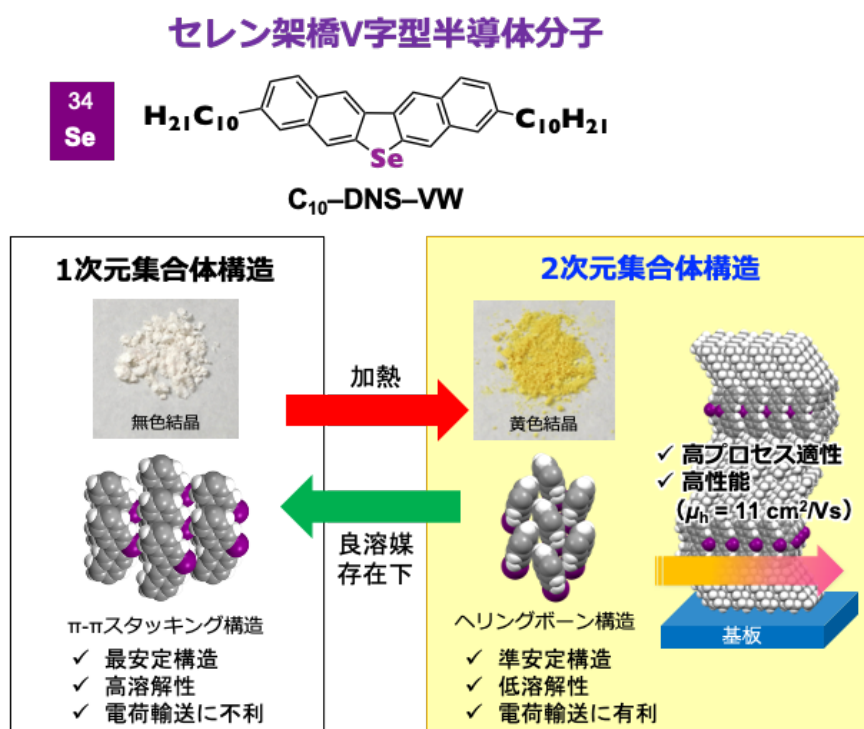 セレン架橋V字型半導体分子
34
Se
H₂₁C₁₀
C₁₀H₂₁
Se
C₁₀–DNS–VW
1次元集合体構造
無色結晶
π-πスタッキング構造
✓ 最安定構造
✓ 高溶解性
✓ 電荷輸送に不利
加熱
良溶媒
存在下
2次元集合体構造
黄色結晶
ヘリングボーン構造
✓ 準安定構造
✓ 低溶解性
✓ 電荷輸送に有利
✓ 高プロセス適性
✓ 高性能
(μₕ = 11 cm²/Vs)
基板